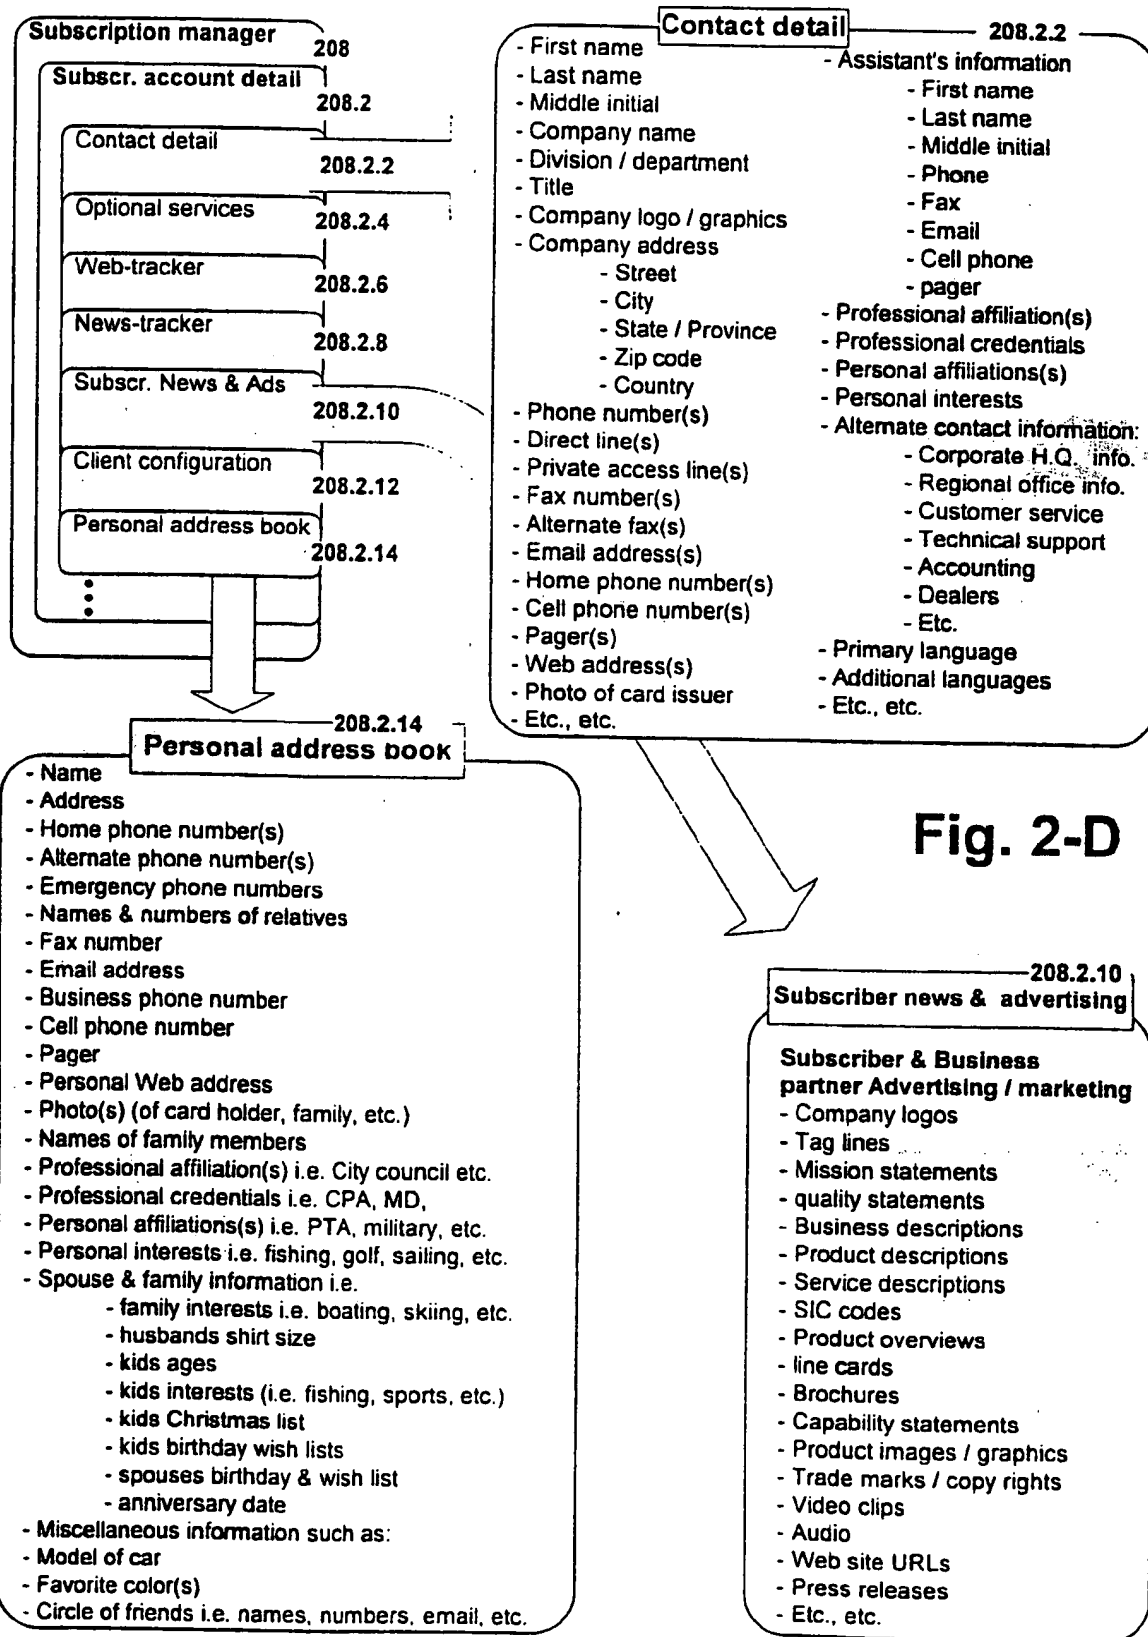 Subscription manager
208
Subscr. account detail
208.2
Contact detail
208.2.2
Optional services
208.2.4
Web-tracker
208.2.6
News-tracker
208.2.8
Subscr. News & Ads
208.2.10
Client configuration
208.2.12
Personal address book
208.2.14
Contact detail
208.2.2
- First name
- Last name
- Middle initial
- Company name
- Division / department
- Title
- Company logo / graphics
- Company address
- Street
- City
- State / Province
- Zip code
- Country
- Phone number(s)
- Direct line(s)
- Private access line(s)
- Fax number(s)
- Alternate fax(s)
- Email address(s)
- Home phone number(s)
- Cell phone number(s)
- Pager(s)
- Web address(s)
- Photo of card issuer
- Etc., etc.
- Assistant's information
- First name
- Last name
- Middle initial
- Phone
- Fax
- Email
- Cell phone
- pager
- Professional affiliation(s)
- Professional credentials
- Personal affiliations(s)
- Personal interests
- Alternate contact information:
- Corporate H.Q. info.
- Regional office info.
- Customer service
- Technical support
- Accounting
- Dealers
- Etc.
- Primary language
- Additional languages
- Etc., etc.
208.2.14
Personal address book
- Name
- Address
- Home phone number(s)
- Alternate phone number(s)
- Emergency phone numbers
- Names & numbers of relatives
- Fax number
- Email address
- Business phone number
- Cell phone number
- Pager
- Personal Web address
- Photo(s) (of card holder, family, etc.)
- Names of family members
- Professional affiliation(s) i.e. City council etc.
- Professional credentials i.e. CPA, MD,
- Personal affiliations(s) i.e. PTA, military, etc.
- Personal interests i.e. fishing, golf, sailing, etc.
- Spouse & family information i.e.
- family interests i.e. boating, skiing, etc.
- husbands shirt size
- kids ages
- kids interests (i.e. fishing, sports, etc.)
- kids Christmas list
- kids birthday wish lists
- spouses birthday & wish list
- anniversary date
- Miscellaneous information such as:
- Model of car
- Favorite color(s)
- Circle of friends i.e. names, numbers, email, etc.
Fig. 2-D
208.2.10
Subscriber news & advertising
Subscriber & Business
partner Advertising / marketing
- Company logos
- Tag lines
- Mission statements
- quality statements
- Business descriptions
- Product descriptions
- Service descriptions
- SIC codes
- Product overviews
- line cards
- Brochures
- Capability statements
- Product images / graphics
- Trade marks / copy rights
- Video clips
- Audio
- Web site URLs
- Press releases
- Etc., etc.